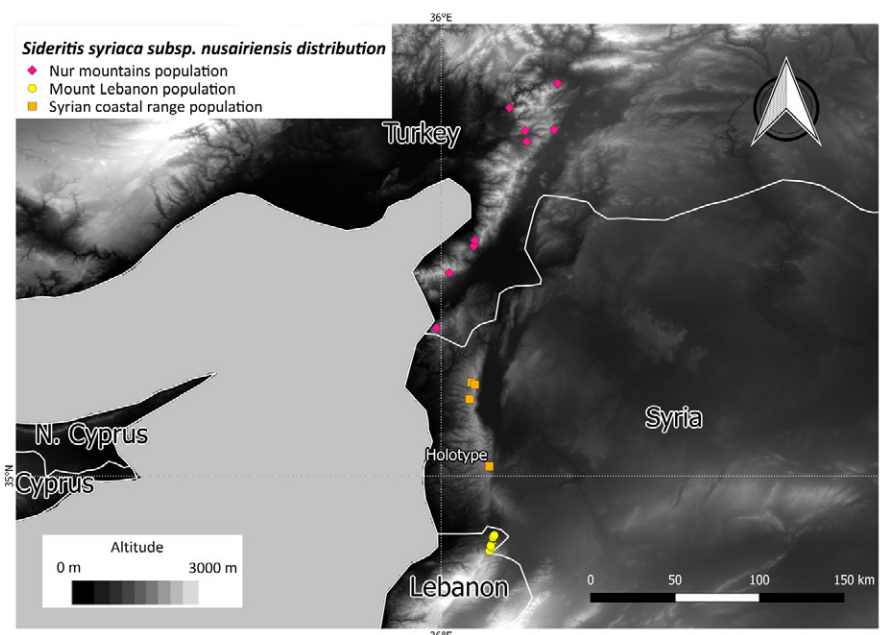 36°E
Sideritis syriaca subsp. nusairiensis distribution
Nur mountains population
Mount Lebanon population
Syrian coastal range population
Turkey
Syria
N. Cyprus
Holotype
35°N
Cyprus
Altitude
0 m 3000 m
Lebanon
0 50 100 150 km
36°E